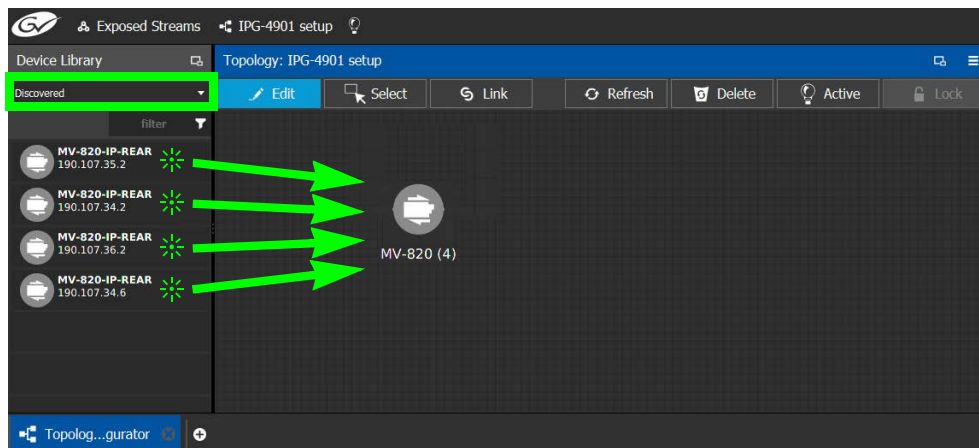 GV Exposed Streams IPG-4901 setup
Device Library
Topology: IPG-4901 setup
Discovered
Edit Select Link Refresh Delete Active Lock
filter
MV-820-IP-REAR
190.107.35.2
MV-820-IP-REAR
190.107.34.2
MV-820-IP-REAR
190.107.36.2
MV-820-IP-REAR
190.107.34.6
MV-820 (4)
Topolog...gurator